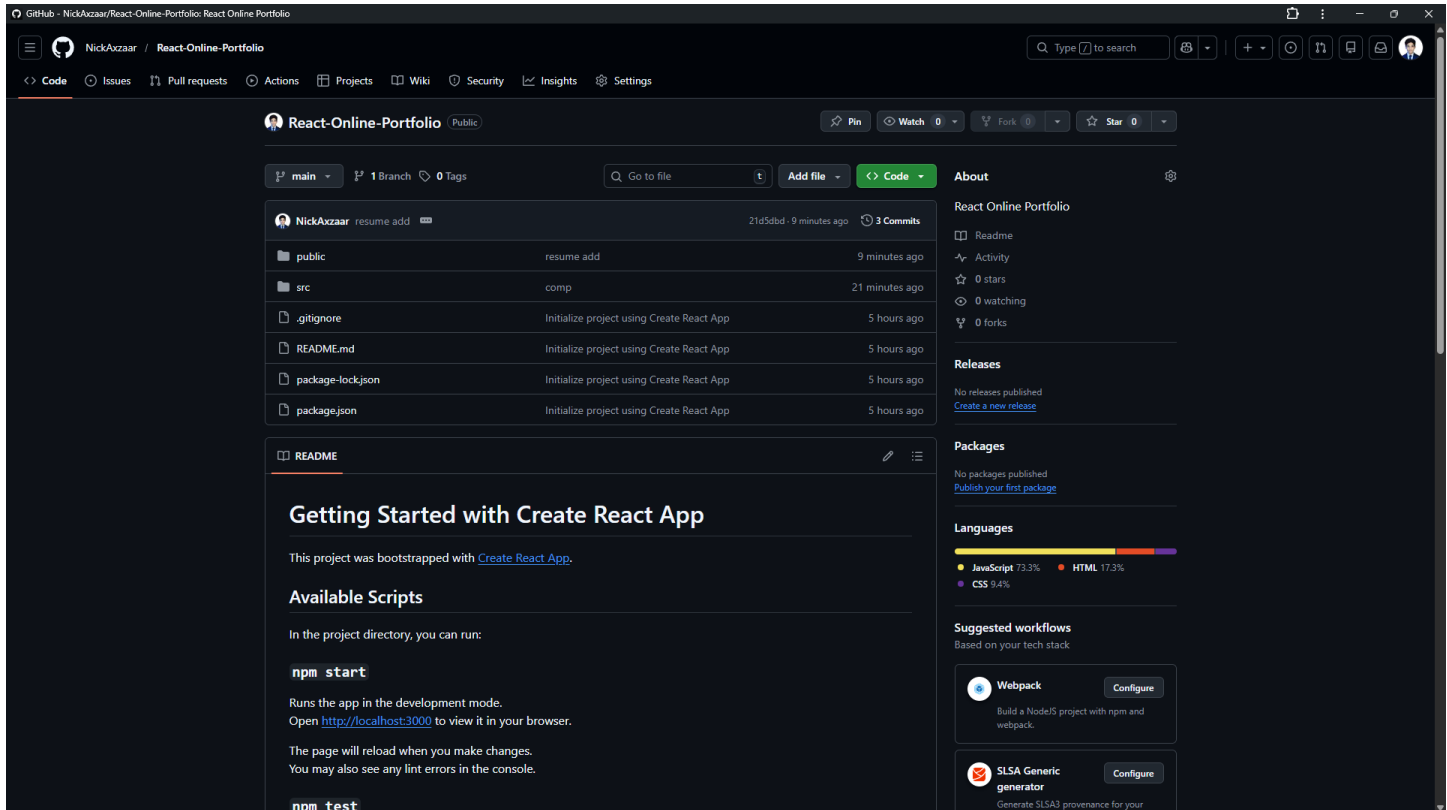 GitHub - NickAxzaar/React-Online-Portfolio: React Online Portfolio
NickAxzaar / React-Online-Portfolio
Type / to search
Code Issues Pull requests Actions Projects Wiki Security Insights Settings
React-Online-Portfolio Public
Pin Watch 0 Fork 0 Star 0
main 1 Branch 0 Tags Go to file t Add file Code
NickAxzaar resume add 21d5dbd · 9 minutes ago 3 Commits
public resume add 9 minutes ago
src comp 21 minutes ago
.gitignore Initialize project using Create React App 5 hours ago
README.md Initialize project using Create React App 5 hours ago
package-lock.json Initialize project using Create React App 5 hours ago
package.json Initialize project using Create React App 5 hours ago
README
Getting Started with Create React App
This project was bootstrapped with Create React App.
Available Scripts
In the project directory, you can run:
npm start
Runs the app in the development mode.
Open http://localhost:3000 to view it in your browser.
The page will reload when you make changes.
You may also see any lint errors in the console.
npm test
About
React Online Portfolio
Readme
Activity
0 stars
0 watching
0 forks
Releases
No releases published
Create a new release
Packages
No packages published
Publish your first package
Languages
JavaScript 73.3% HTML 17.3%
CSS 9.4%
Suggested workflows
Based on your tech stack
Webpack Configure
Build a NodeJS project with npm and
webpack.
SLSA Generic
generator
Configure
Generate SLSA3 provenance for your